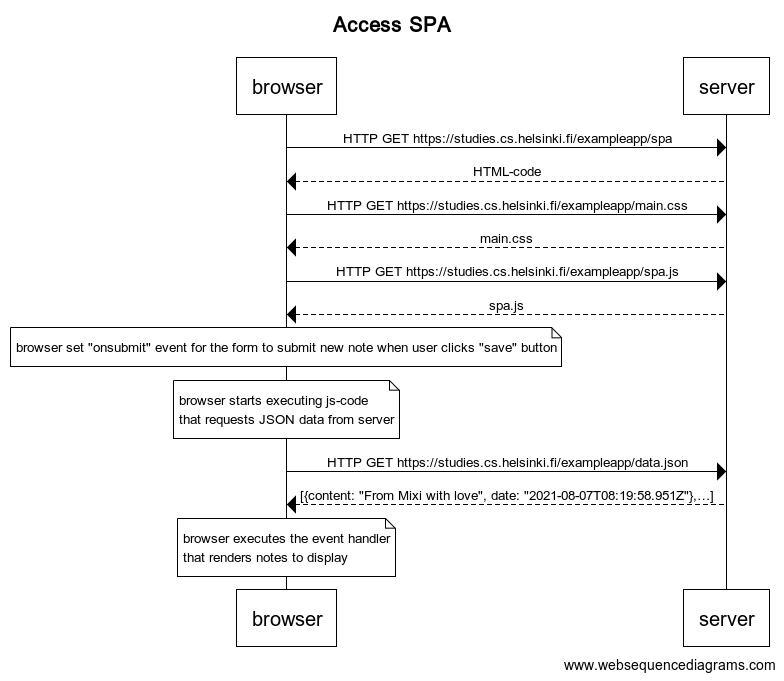 Access SPA
browser
server
HTTP GET https://studies.cs.helsinki.fi/exampleapp/spa
HTML-code
HTTP GET https://studies.cs.helsinki.fi/exampleapp/main.css
main.css
HTTP GET https://studies.cs.helsinki.fi/exampleapp/spa.js
spa.js
browser set "onsubmit" event for the form to submit new note when user clicks "save" button
browser starts executing js-code
that requests JSON data from server
HTTP GET https://studies.cs.helsinki.fi/exampleapp/data.json
[{content: "From Mixi with love", date: "2021-08-07T08:19:58.951Z"},...]
browser executes the event handler
that renders notes to display
browser
server
www.websequencediagrams.com